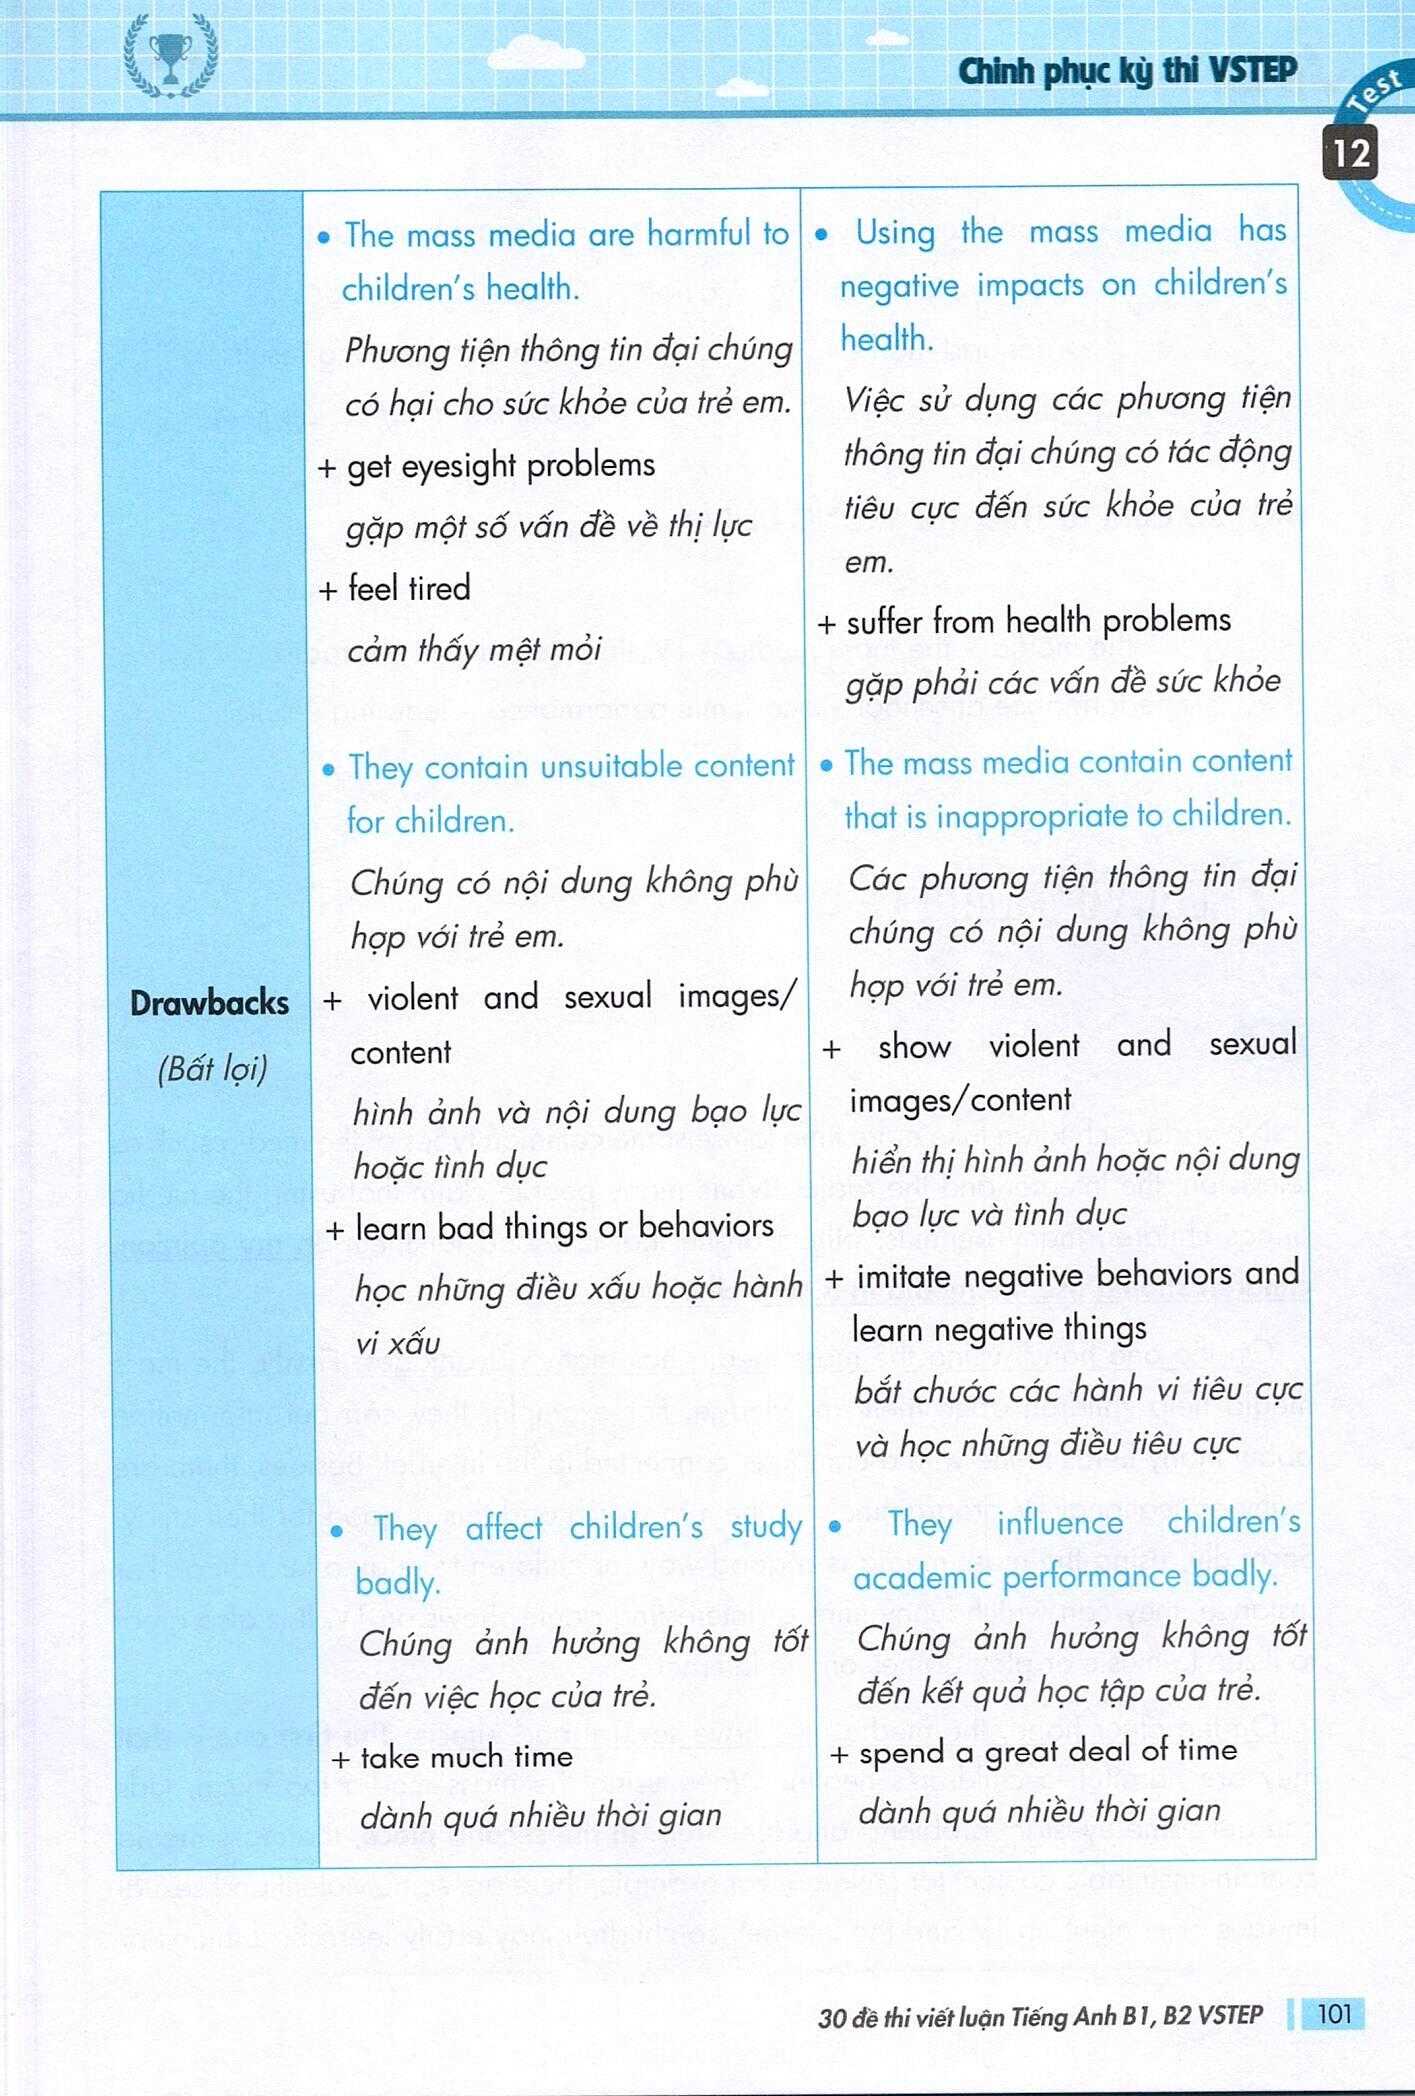 Chinh phục kỳ thi VSTEP
Test
12
Drawbacks
(Bất lợi)
• The mass media are harmful to
children's health.
Phương tiện thông tin đại chúng
có hại cho sức khỏe của trẻ em.
+ get eyesight problems
gặp một số vấn đề về thị lực
+ feel tired
cảm thấy mệt mỏi
• They contain unsuitable content
for children.
Chúng có nội dung không phù
hợp với trẻ em.
+ violent and sexual images/
content
hình ảnh và nội dung bạo lực
hoặc tình dục
+ learn bad things or behaviors
học những điều xấu hoặc hành
vi xấu
• They affect children's study
badly.
Chúng ảnh hưởng không tốt
đến việc học của trẻ.
+ take much time
dành quá nhiều thời gian
• Using the mass media has
negative impacts on children's
health.
Việc sử dụng các phương tiện
thông tin đại chúng có tác động
tiêu cực đến sức khỏe của trẻ
em.
+ suffer from health problems
gặp phải các vấn đề sức khỏe
• The mass media contain content
that is inappropriate to children.
Các phương tiện thông tin đại
chúng có nội dung không phù
hợp với trẻ em.
+ show violent and sexual
images/content
hiển thị hình ảnh hoặc nội dung
bạo lực và tình dục
+ imitate negative behaviors and
learn negative things
bắt chước các hành vi tiêu cực
và học những điều tiêu cực
• They influence children's
academic performance badly.
Chúng ảnh hưởng không tốt
đến kết quả học tập của trẻ.
+ spend a great deal of time
dành quá nhiều thời gian
30 đề thi viết luận Tiếng Anh B1, B2 VSTEP
101